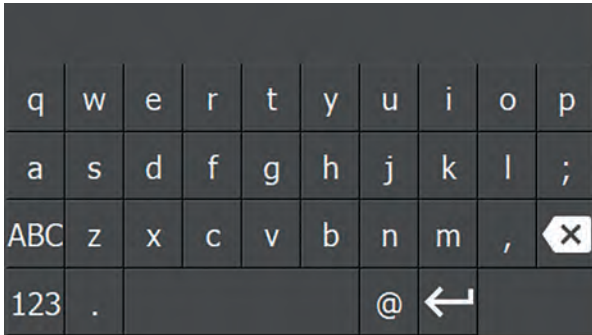 q w e r t y u i o p
a s d f g h j k l ;
ABC z x c v b n m ,
123 . @